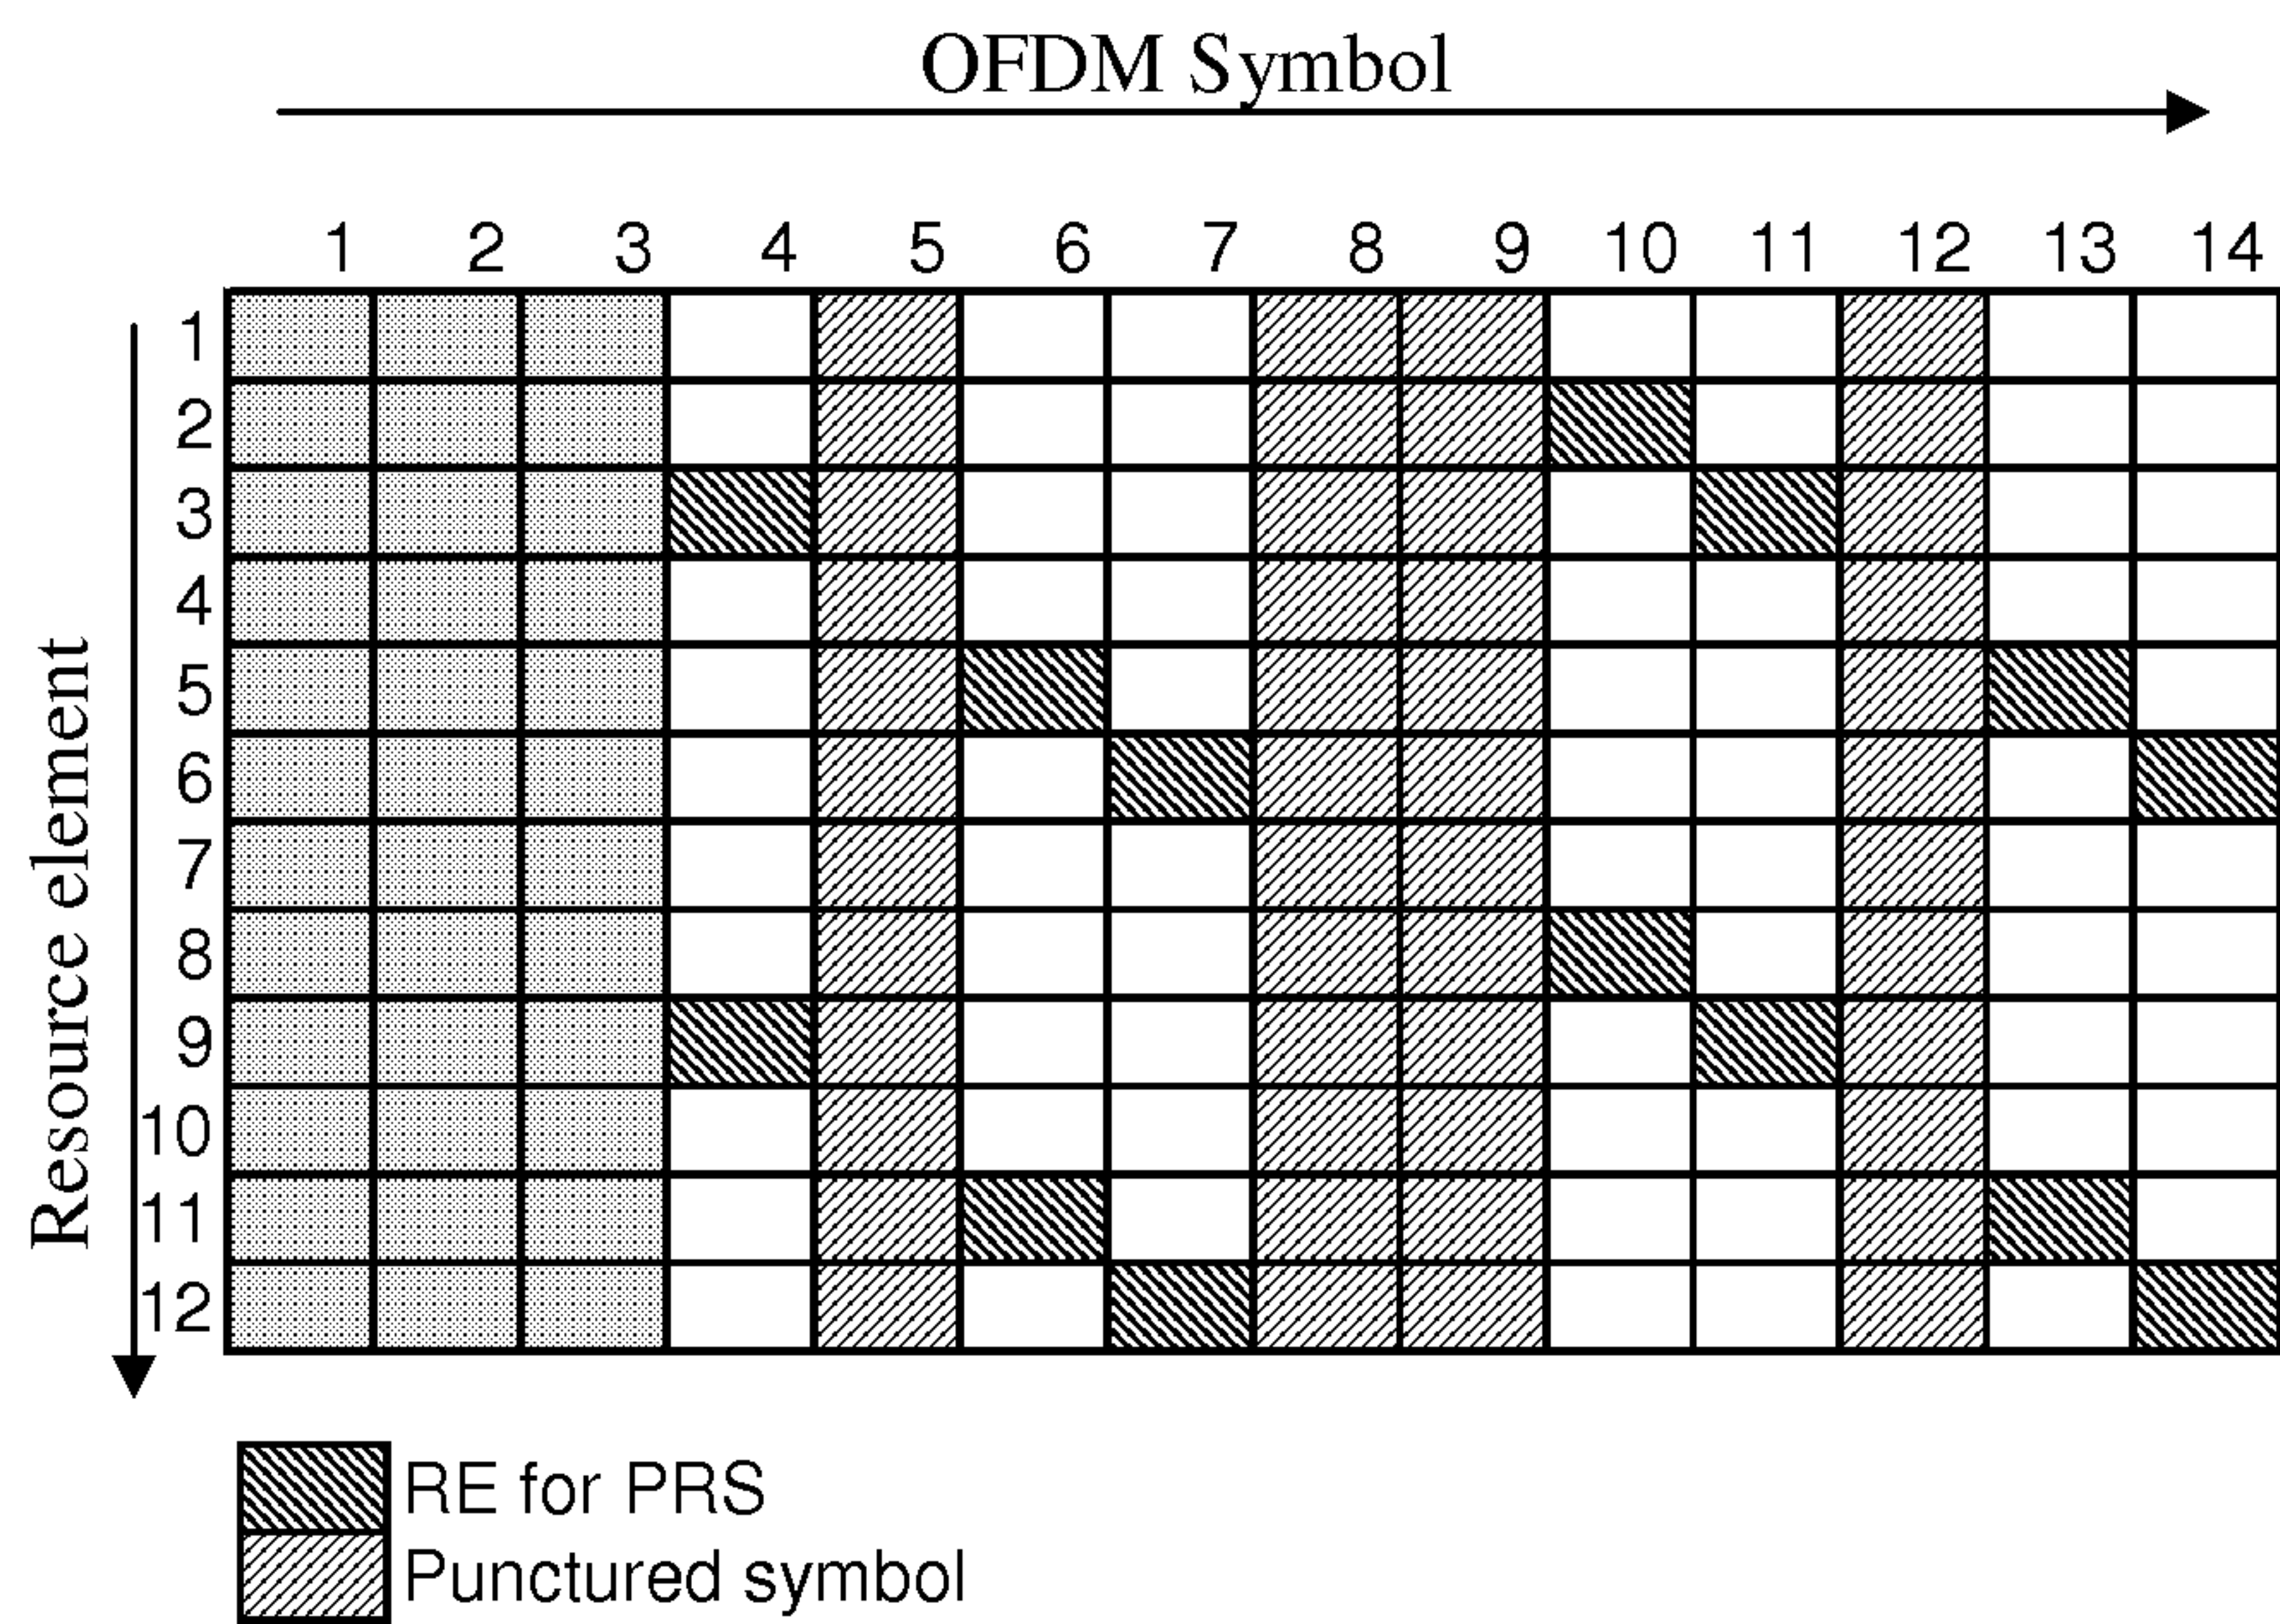 OFDM Symbol
1 2 3 4 5 6 7 8 9 10 11 12 13 14
1
2
3
4
5
6
7
8
9
10
11
12
Resource element
RE for PRS
Punctured symbol